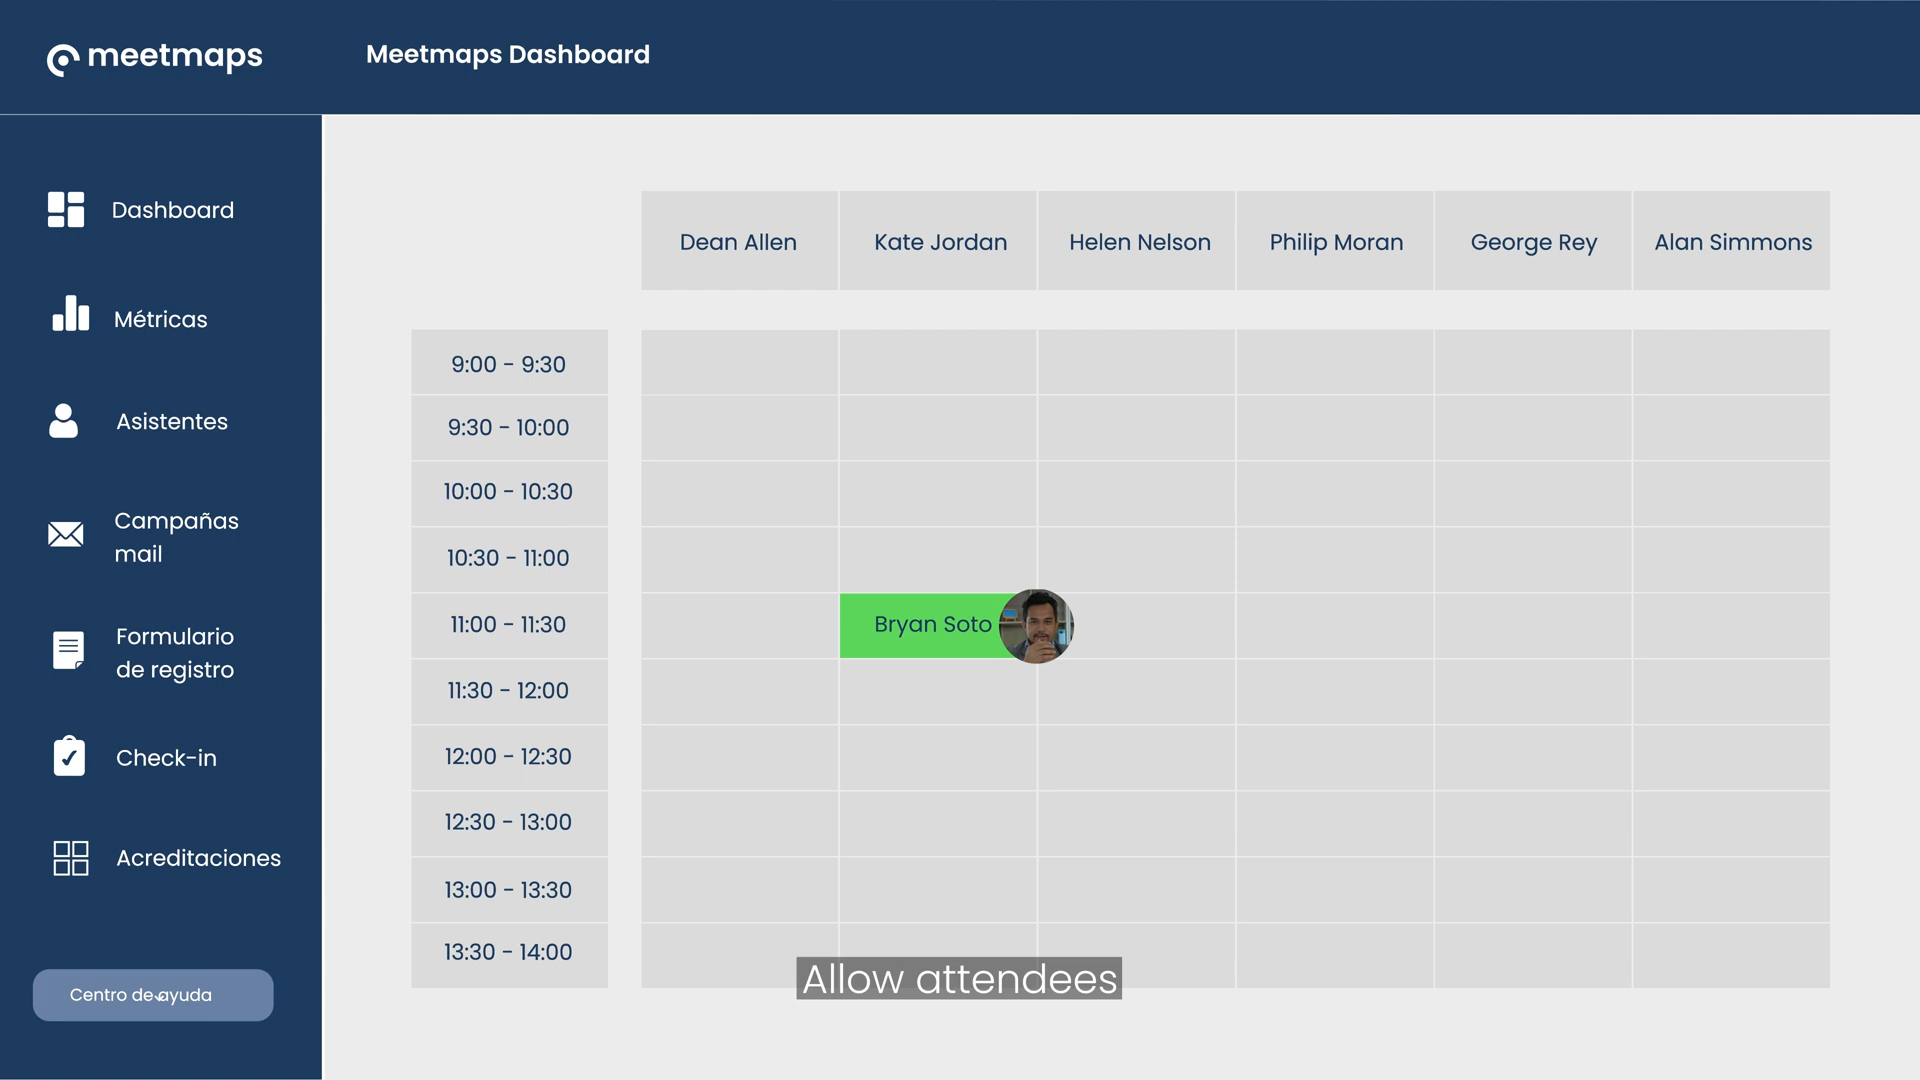 meetmaps
Meetmaps Dashboard
Dashboard
Métricas
Asistentes
Campañas
mail
Formulario
de registro
Check-in
Acreditaciones
Centro de ayuda
Dean Allen
Kate Jordan
Helen Nelson
Philip Moran
George Rey
Alan Simmons
9:00 - 9:30
9:30 - 10:00
10:00 - 10:30
10:30 - 11:00
11:00 - 11:30
Bryan Soto
11:30 - 12:00
12:00 - 12:30
12:30 - 13:00
13:00 - 13:30
13:30 - 14:00
Allow attendees